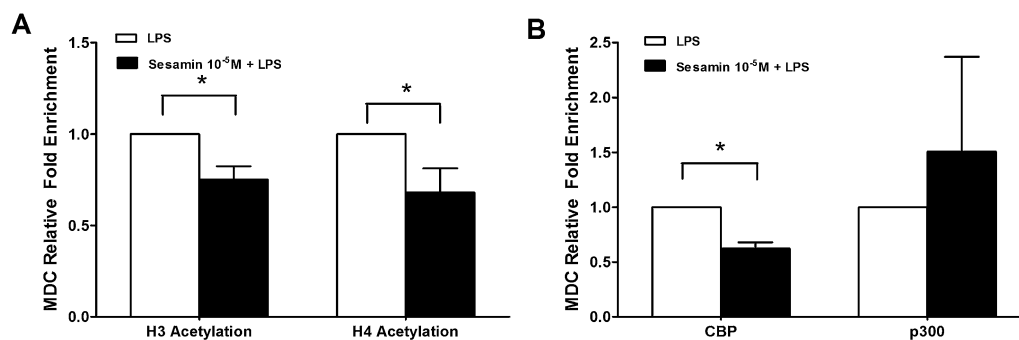 A
MDC Relative Fold Enrichment
1.5
1.0
0.5
0.0
LPS
Sesamin 10⁻⁵M + LPS
*
*
H3 Acetylation
H4 Acetylation
B
MDC Relative Fold Enrichment
2.5
2.0
1.5
1.0
0.5
0.0
LPS
Sesamin 10⁻⁵M + LPS
*
CBP
p300